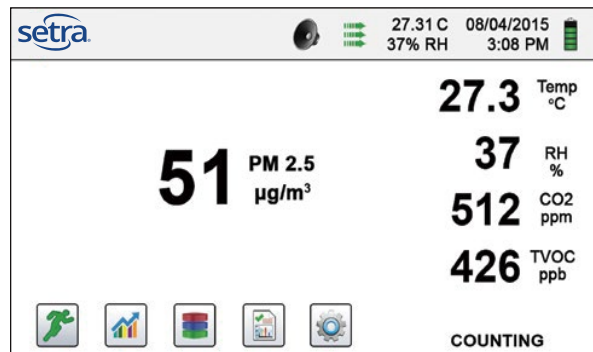 setra.
27.31 C 08/04/2015
37% RH 3:08 PM
27.3 Temp °C
51 PM 2.5 µg/m³
37 RH %
512 CO2 ppm
426 TVOC ppb
COUNTING